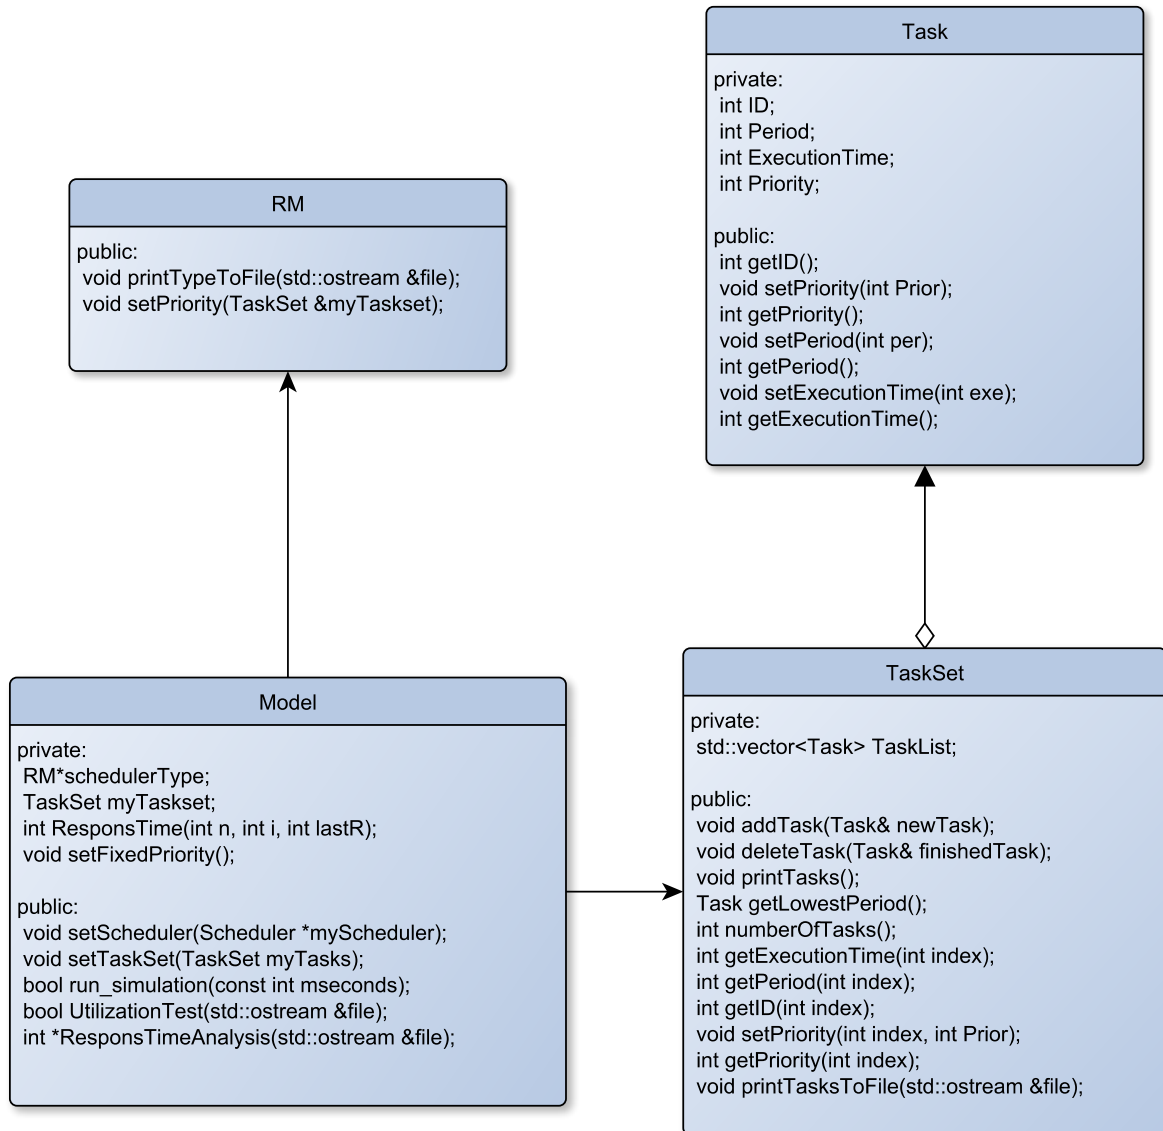 Task
private:
int ID;
int Period;
int ExecutionTime;
int Priority;
public:
int getID();
void setPriority(int Prior);
int getPriority();
void setPeriod(int per);
int getPeriod();
void setExecutionTime(int exe);
int getExecutionTime();
RM
public:
void printTypeToFile(std::ostream &file);
void setPriority(TaskSet &myTaskset);
Model
private:
RM*schedulerType;
TaskSet myTaskset;
int ResponsTime(int n, int i, int lastR);
void setFixedPriority();
public:
void setScheduler(Scheduler *myScheduler);
void setTaskSet(TaskSet myTasks);
bool run_simulation(const int mseconds);
bool UtilizationTest(std::ostream &file);
int *ResponsTimeAnalysis(std::ostream &file);
TaskSet
private:
std::vector<Task> TaskList;
public:
void addTask(Task& newTask);
void deleteTask(Task& finishedTask);
void printTasks();
Task getLowestPeriod();
int numberOfTasks();
int getExecutionTime(int index);
int getPeriod(int index);
int getID(int index);
void setPriority(int index, int Prior);
int getPriority(int index);
void printTasksToFile(std::ostream &file);